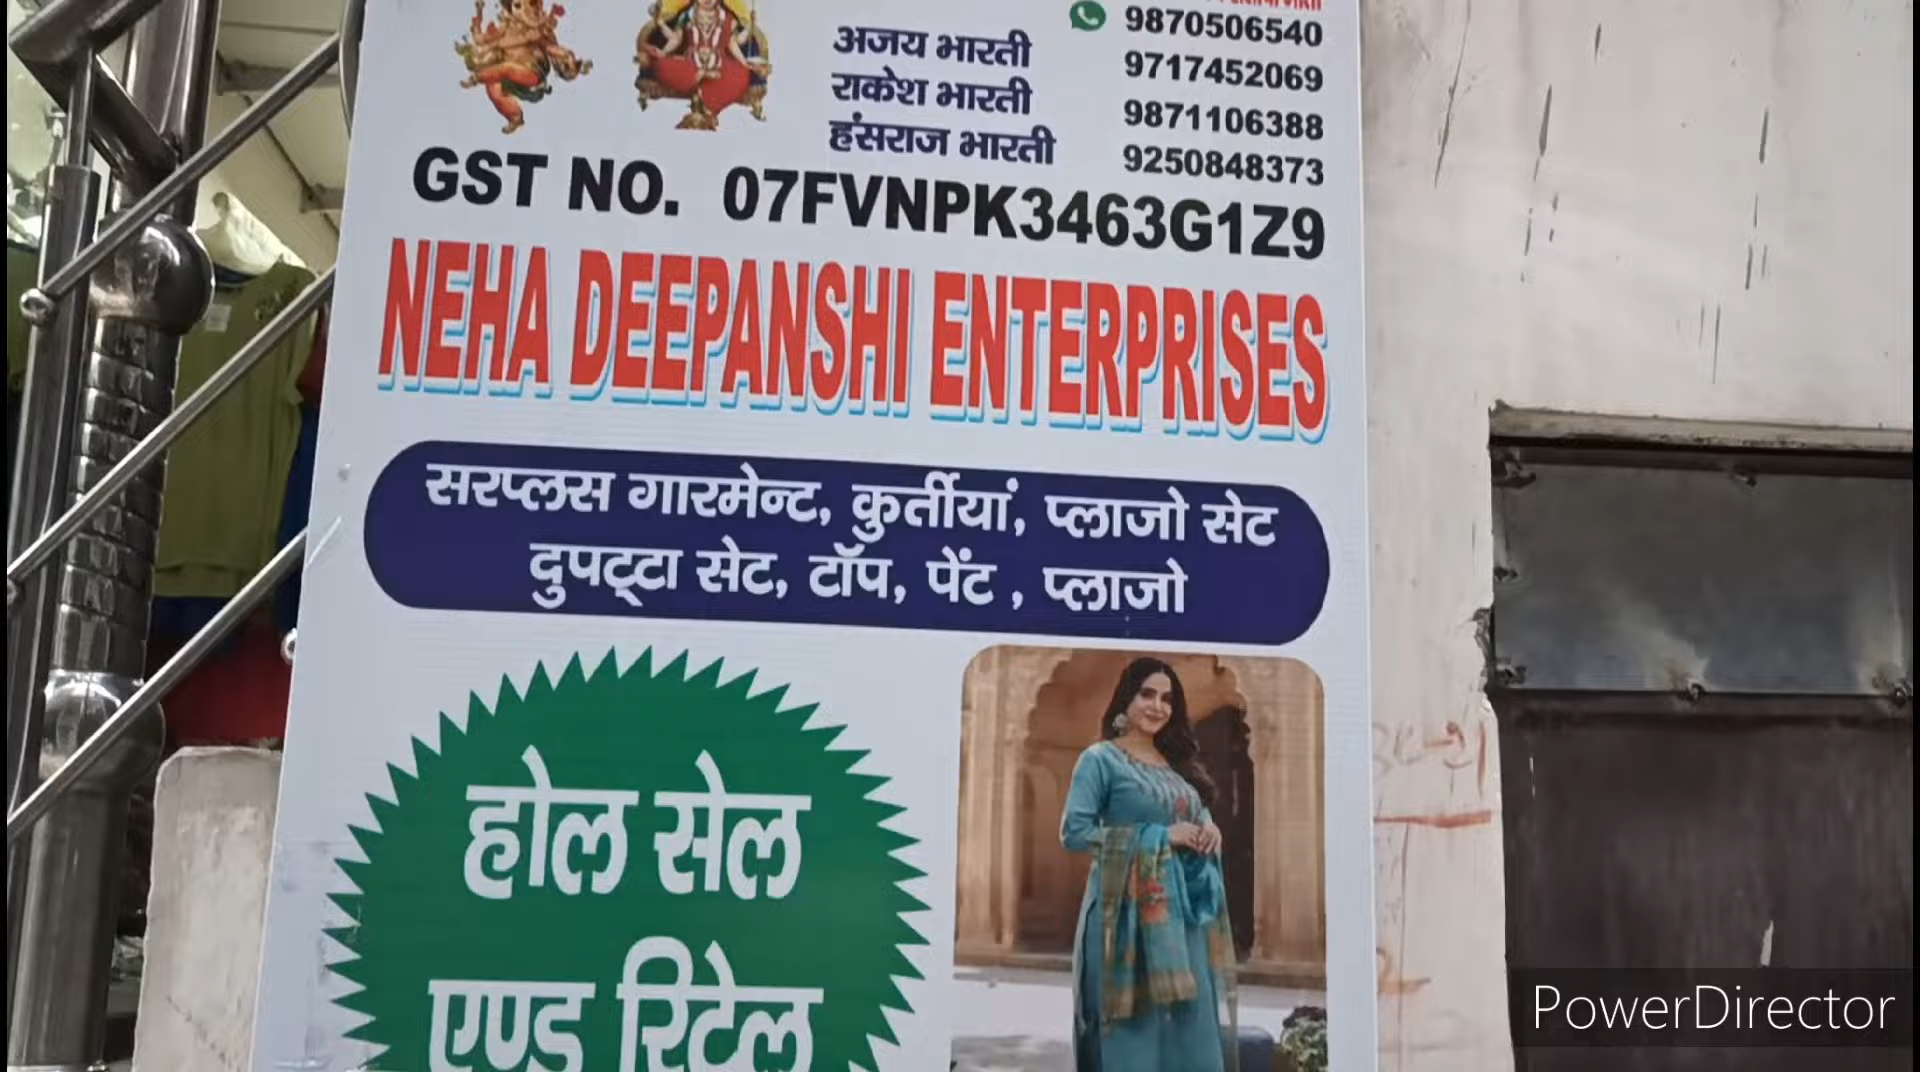 9870506540
अजय भारती 9717452069
राकेश भारती 9871106388
हंसराज भारती 9250848373
GST NO. 07FVNPK3463G1Z9
NEHA DEEPANSHI ENTERPRISES
सरप्लस गारमेन्ट, कुर्तीयां, प्लाजो सेट
दुपट्टा सेट, टॉप, पेंट , प्लाजो
होल सेल
एण्ड रिटेल
PowerDirector